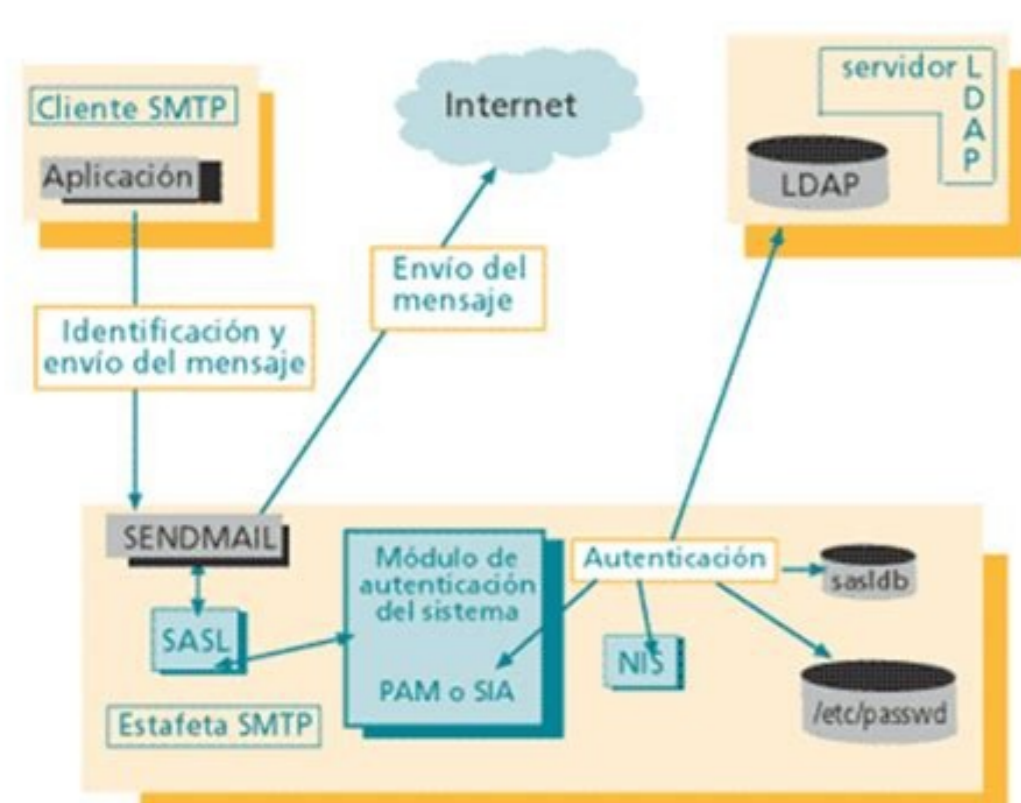 Cliente SMTP
Aplicación
Internet
servidor L
D
A
P
LDAP
Envío del
mensaje
Identificación y
envío del mensaje
SENDMAIL
Módulo de
autenticación
del sistema
PAM o SIA
Autenticación
sasldb
SASL
NIS
/etc/passwd
Estafeta SMTP